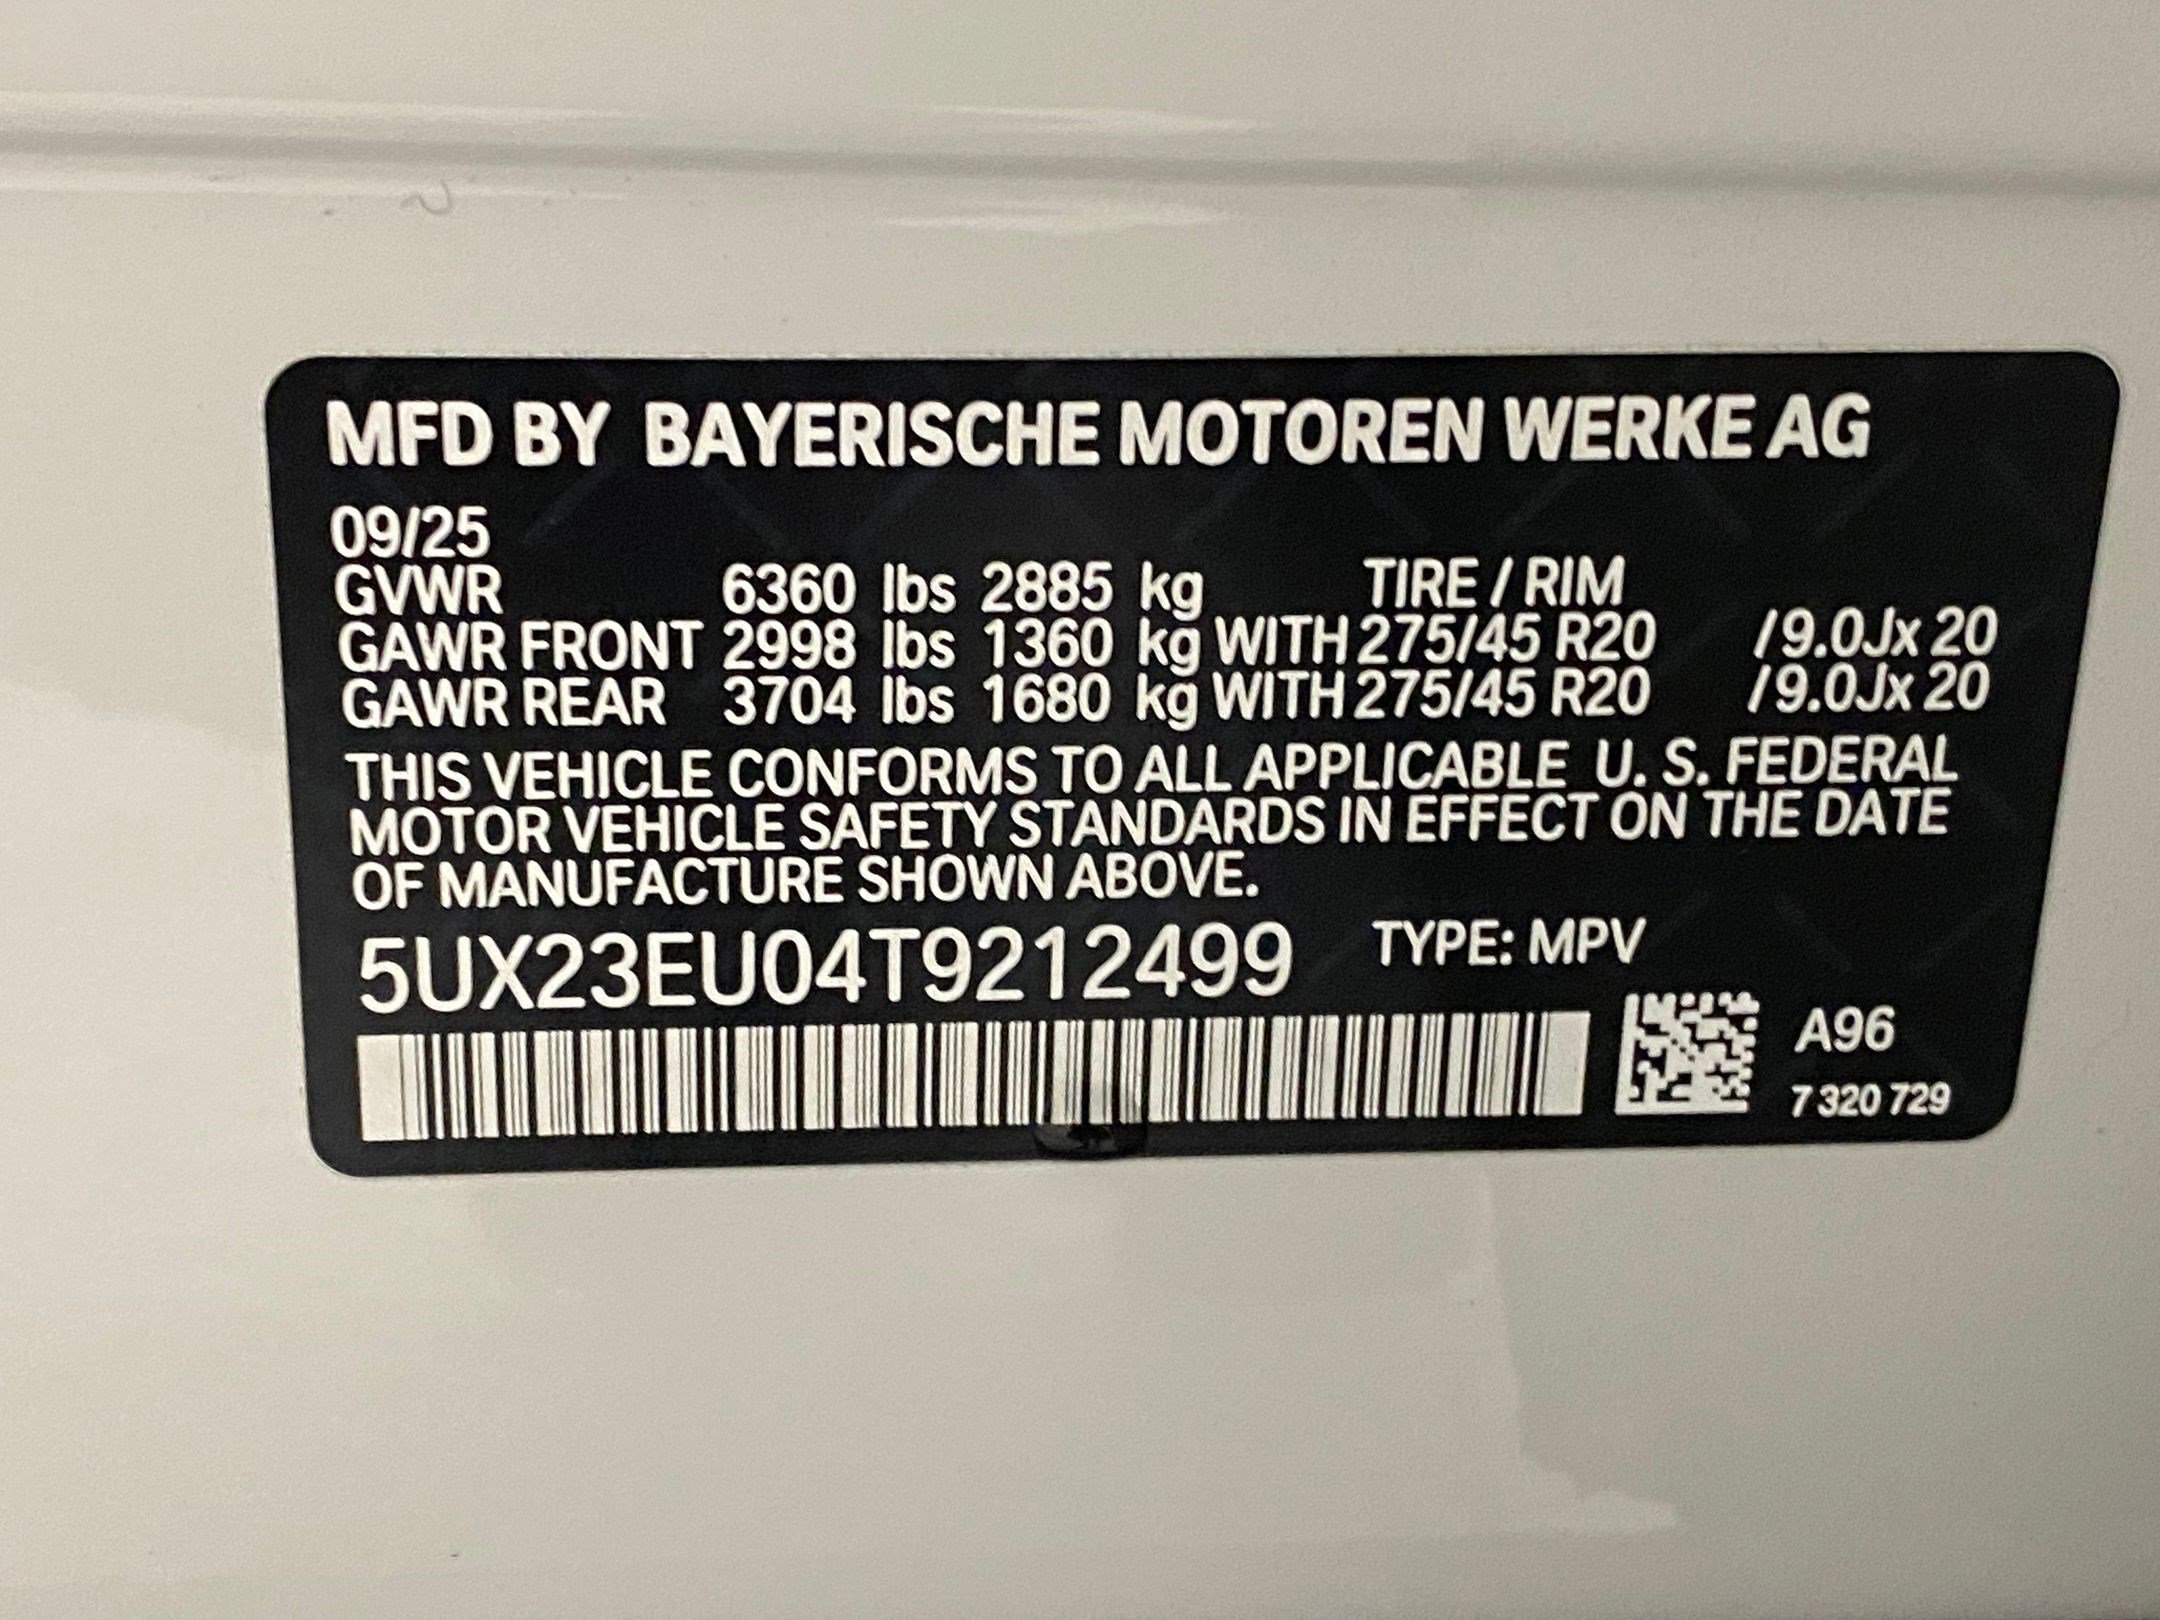 MFD BY BAYERISCHE MOTOREN WERKE AG
09/25
GVWR 6360 lbs 2885 kg TIRE / RIM
GAWR FRONT 2998 lbs 1360 kg WITH 275/45 R20 /9.0Jx 20
GAWR REAR 3704 lbs 1680 kg WITH 275/45 R20 /9.0Jx 20
THIS VEHICLE CONFORMS TO ALL APPLICABLE U. S. FEDERAL
MOTOR VEHICLE SAFETY STANDARDS IN EFFECT ON THE DATE
OF MANUFACTURE SHOWN ABOVE.
5UX23EU04T9212499 TYPE: MPV
A96
7 320 729